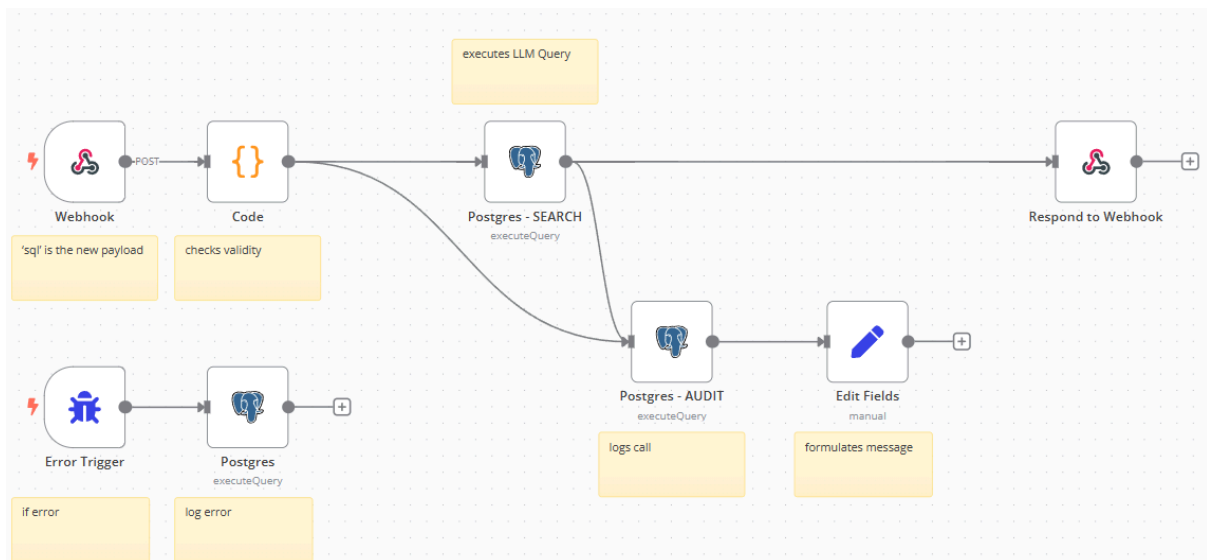 executes LLM Query
POST
Webhook
Code
Postgres - SEARCH
executeQuery
Respond to Webhook
‘sql’ is the new payload
checks validity
Postgres - AUDIT
executeQuery
Edit Fields
manual
logs call
formulates message
Error Trigger
Postgres
executeQuery
if error
log error